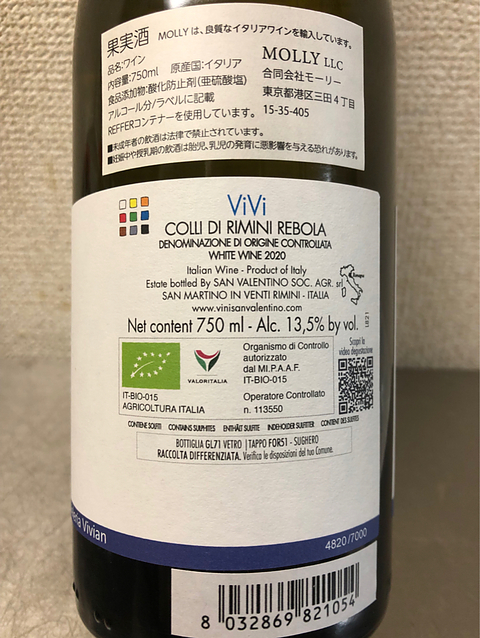 果実酒 MOLLYは、良質なイタリアワインを輸入しています。
品名:ワイン
内容量:750ml 原産国:イタリア
食品添加物:酸化防止剤(亜硫酸塩)
アルコール分/ラベルに記載
REFFERコンテナーを使用しています。
MOLLY LLC
合同会社モーリー
東京都港区三田4丁目
15-35-405
■未成年者の飲酒は法律で禁止されています。
■妊娠中や授乳期の飲酒は胎児、乳児の発育に悪影響を与える恐れがあります。
ViVi
COLLI DI RIMINI REBOLA
DENOMINAZIONE DI ORIGINE CONTROLLATA
WHITE WINE 2020
Italian Wine - Product of Italy
Estate bottled By SAN VALENTINO SOC. AGR. srl
SAN MARTINO IN VENTI RIMINI - ITALIA
www.vinisanvalentino.com
Net content 750 ml - Alc. 13,5% by vol.
L821
Scopri la
video degustazione
VALORITALIA
IT-BIO-015
AGRICOLTURA ITALIA
Organismo di Controllo
autorizzato
dal MI.P.A.A.F.
IT-BIO-015
Operatore Controllato
n. 113550
CONTIENE SOLFITI CONTAINS SULPHITES ENTHÄLT SULFITE INDEHOLDER SULFITTER CONTENT DES SULFITES
BOTTIGLIA GL71 VETRO | TAPPO FOR51 - SUGHERO
RACCOLTA DIFFERENZIATA. Verifica le disposizioni del tuo Comune.
Vivian
4820/7000
8 032869 821054